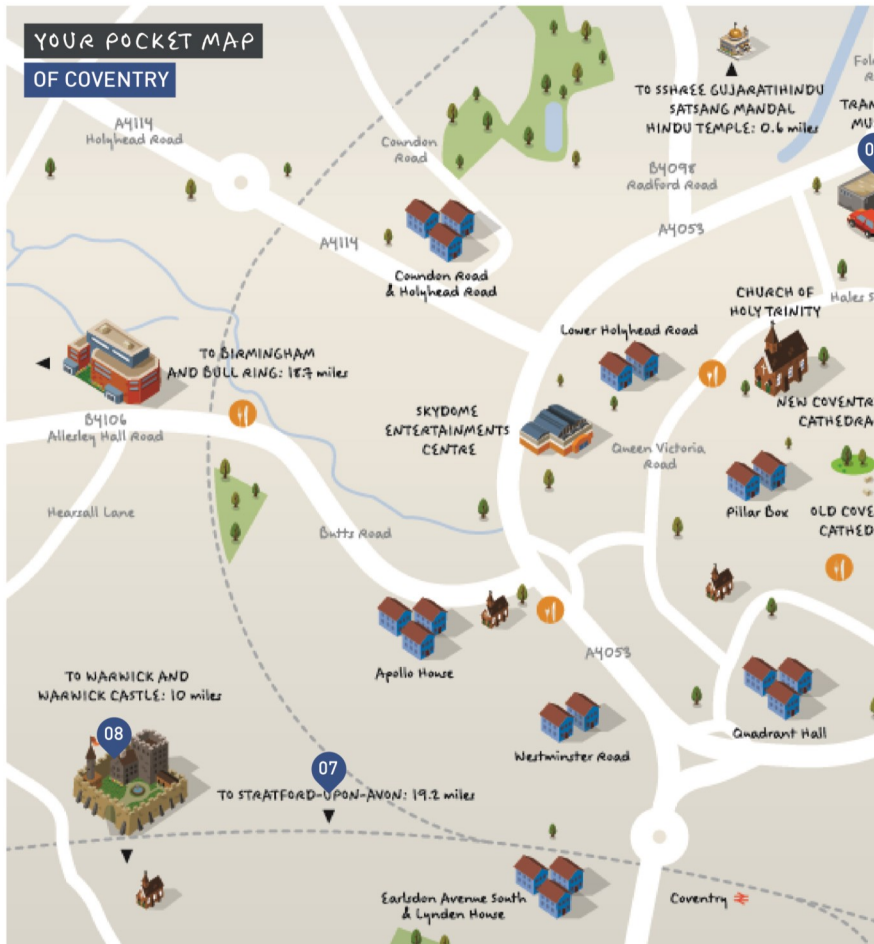 YOUR POCKET MAP
OF COVENTRY
A4114
Holyhead Road
Coundon
Road
TO SSHREE GUJARATIHINDU
SATSANG MANDAL
HINDU TEMPLE: 0.6 miles
B4098
Radford Road
A4053
A4114
Coundon Road
& Holyhead Road
CHURCH OF
HOLY TRINITY
Hales
Lower Holyhead Road
TO BIRMINGHAM
AND BULL RING: 18.7 miles
SKYDOME
ENTERTAINMENTS
CENTRE
B4106
Allesley Hall Road
Queen Victoria
Road
NEW
Pillar Box
OLD
Hearsall Lane
Butts Road
A4053
Apollo House
TO WARWICK AND
WARWICK CASTLE: 10 miles
08
Quadrant Hall
Westminster Road
07
TO STRATFORD-UPON-AVON: 19.2 miles
Earlsdon Avenue South
& Lynden House
Coventry